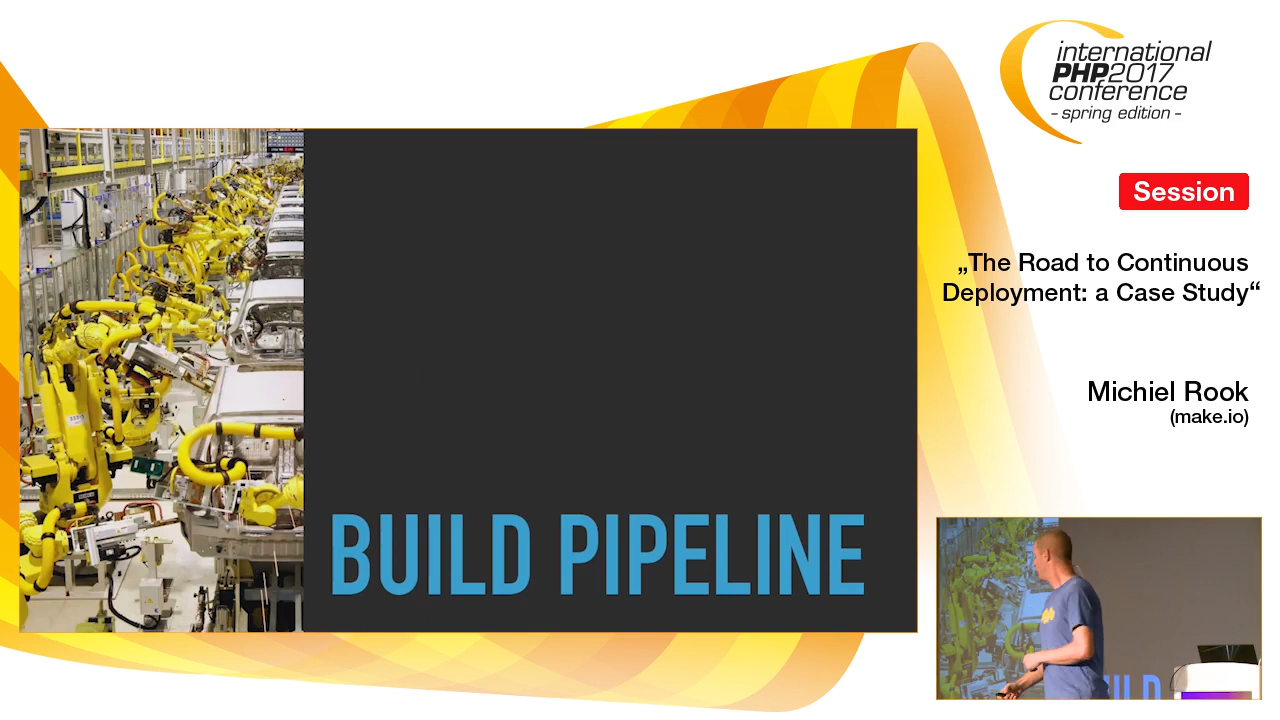 international
PHP2017
conference
- spring edition -
Session
„The Road to Continuous
Deployment: a Case Study“
Michiel Rook
(make.io)
BUILD PIPELINE